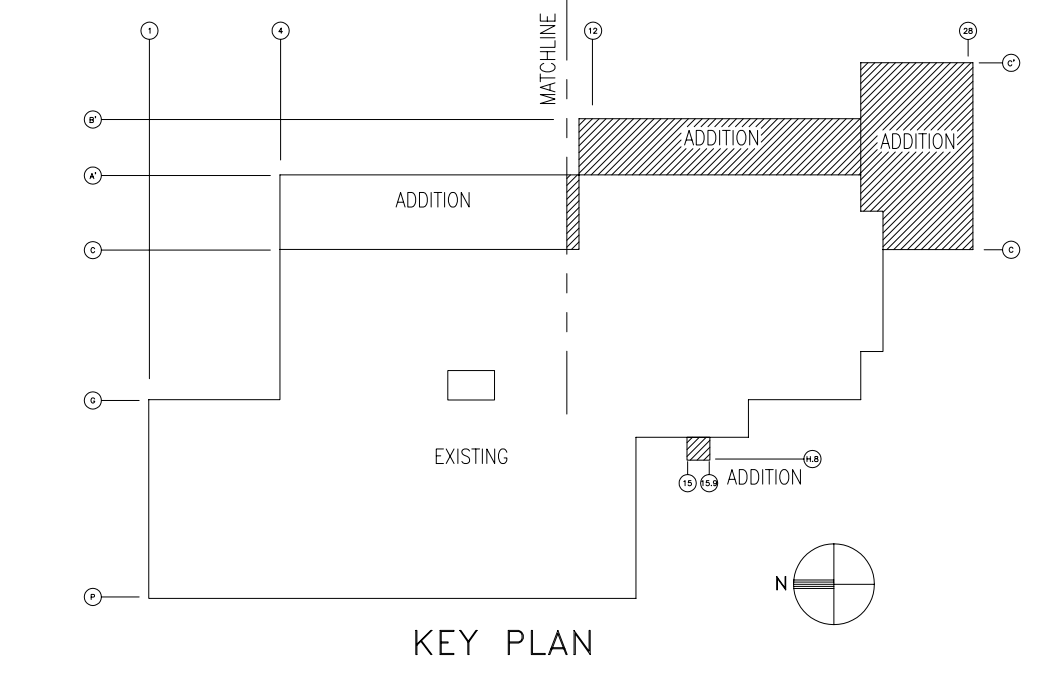 1
4
MATCHLINE
12
28
C'
B'
ADDITION
ADDITION
A'
ADDITION
C
C
G
EXISTING
H.8
15
15.9
ADDITION
N
P
KEY PLAN